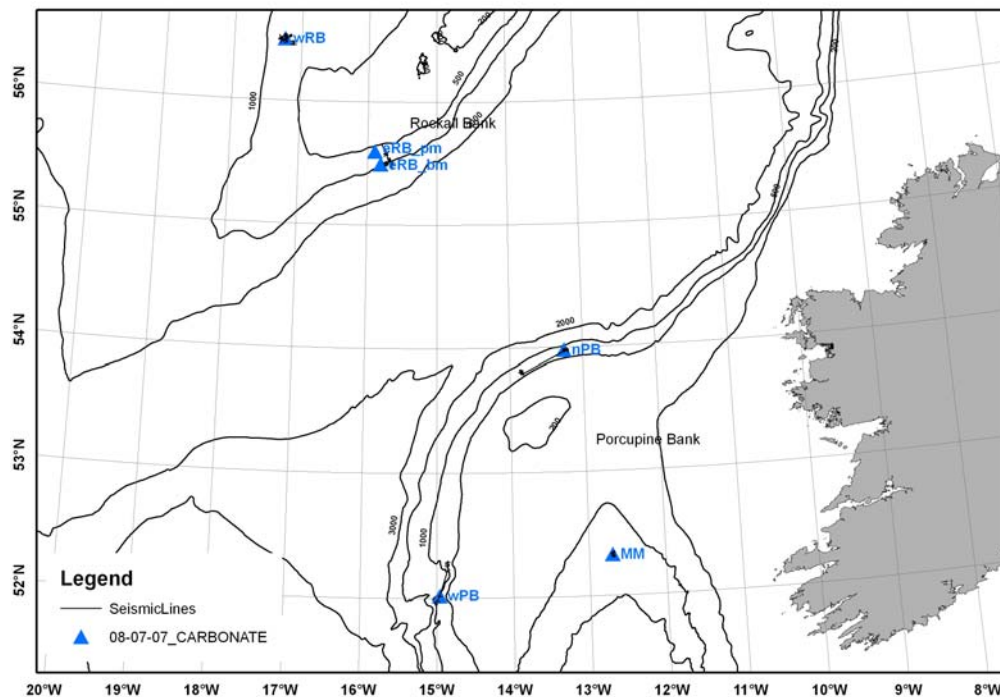 200
200
wRB
56°N
500
1000
Rockall Bank
eRB_pm
eRB_bm
55°N
2000
54°N
nPB
200
Porcupine Bank
53°N
3000
1000
MM
52°N
wPB
Legend
SeismicLines
08-07-07_CARBONATE
20°W 19°W 18°W 17°W 16°W 15°W 14°W 13°W 12°W 11°W 10°W 9°W 8°W